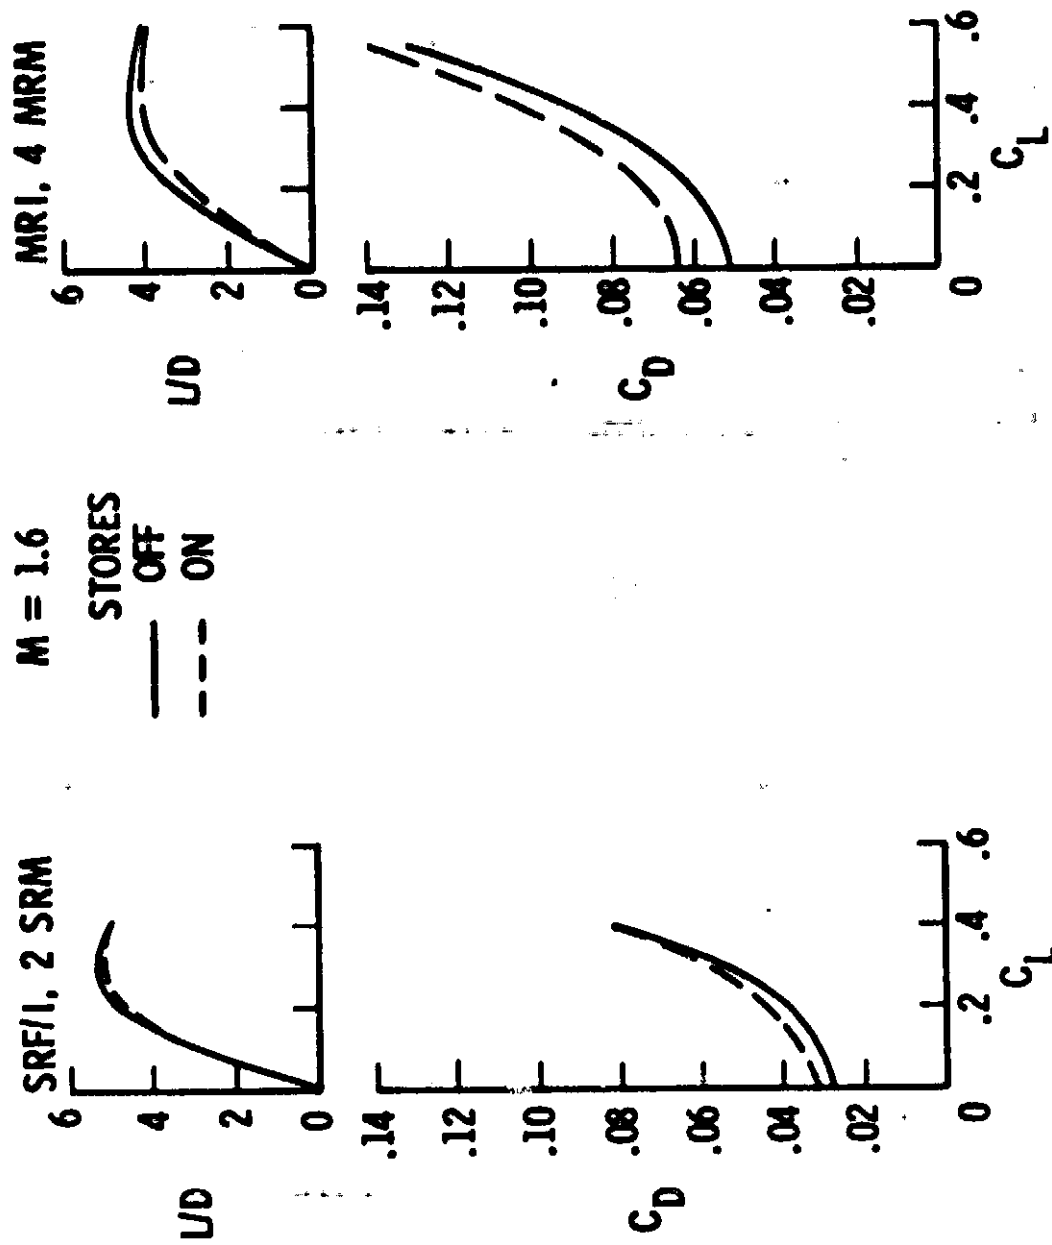 M = 1.6
STORES
OFF
ON
SRF/I, 2 SRM
L/D
6
4
2
0
C_D
.14
.12
.10
.08
.06
.04
.02
0
.2
.4
.6
C_L
MRI, 4 MRM
L/D
6
4
2
0
C_D
.14
.12
.10
.08
.06
.04
.02
0
.2
.4
.6
C_L